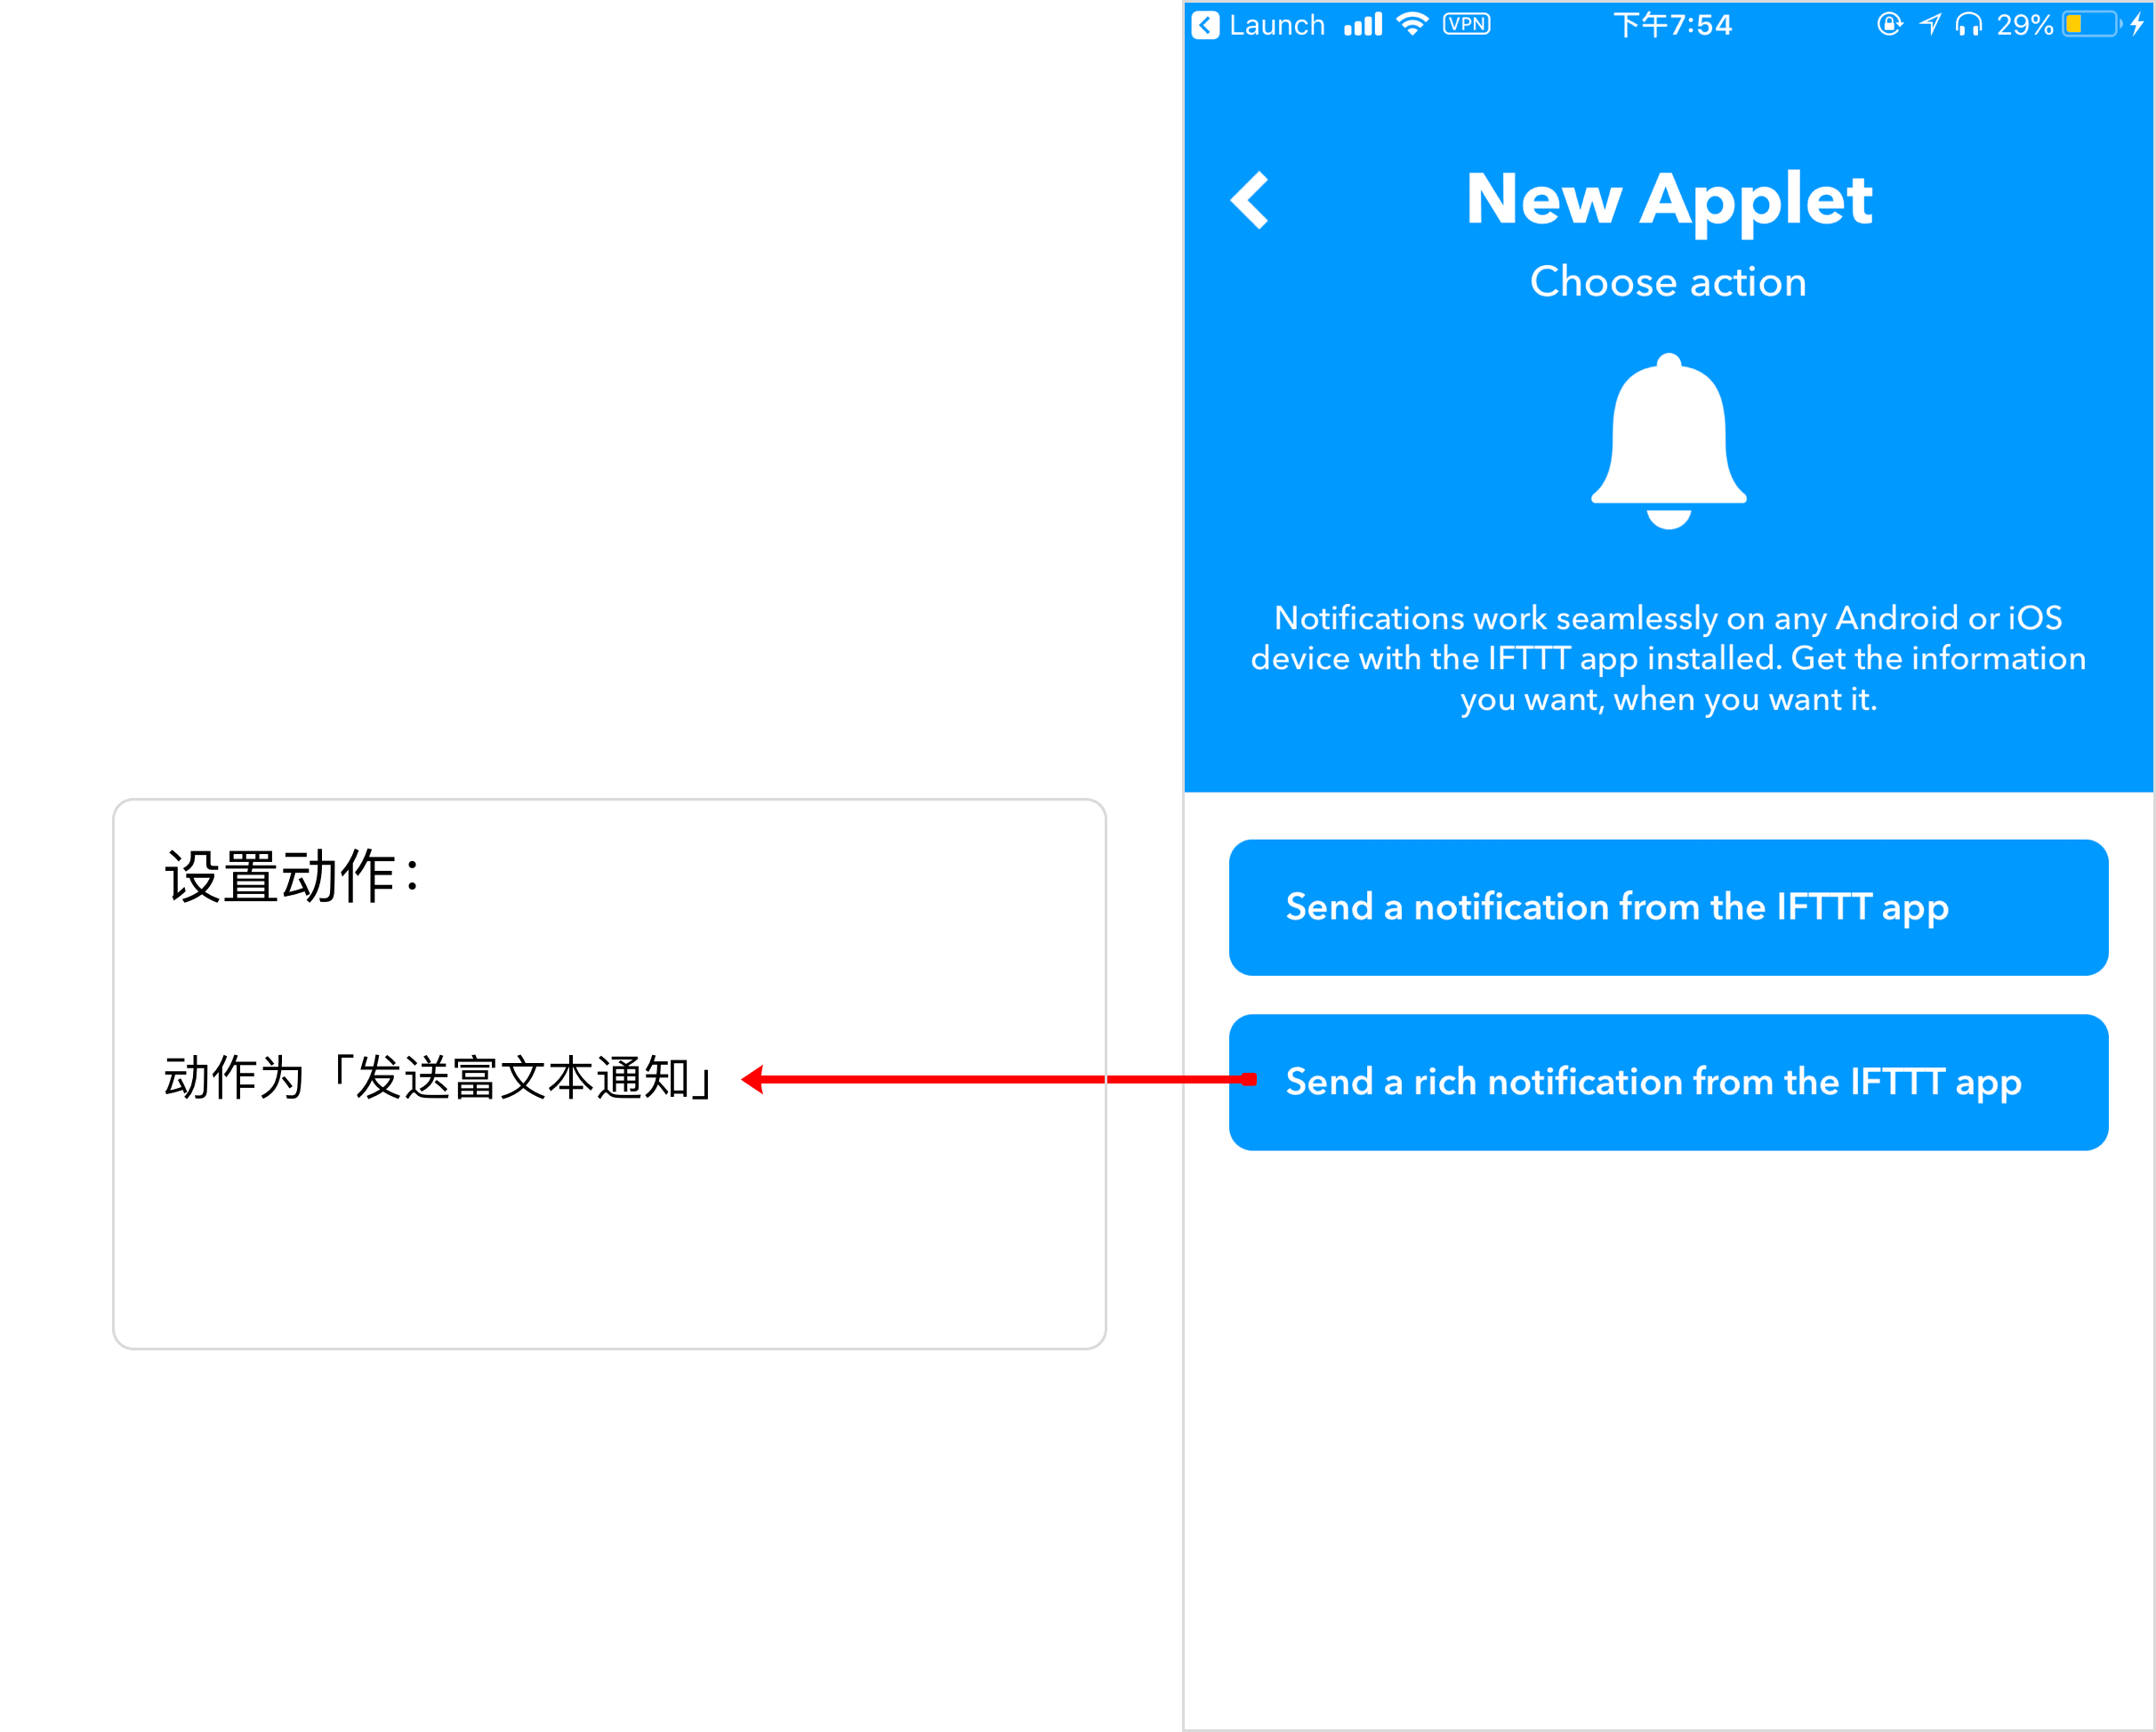 Launch VPN 下午7:54 29%
New Applet
Choose action
Notifications work seamlessly on any Android or iOS
device with the IFTTT app installed. Get the information
you want, when you want it.
设置动作：
Send a notification from the IFTTT app
动作为「发送富文本通知」
Send a rich notification from the IFTTT app